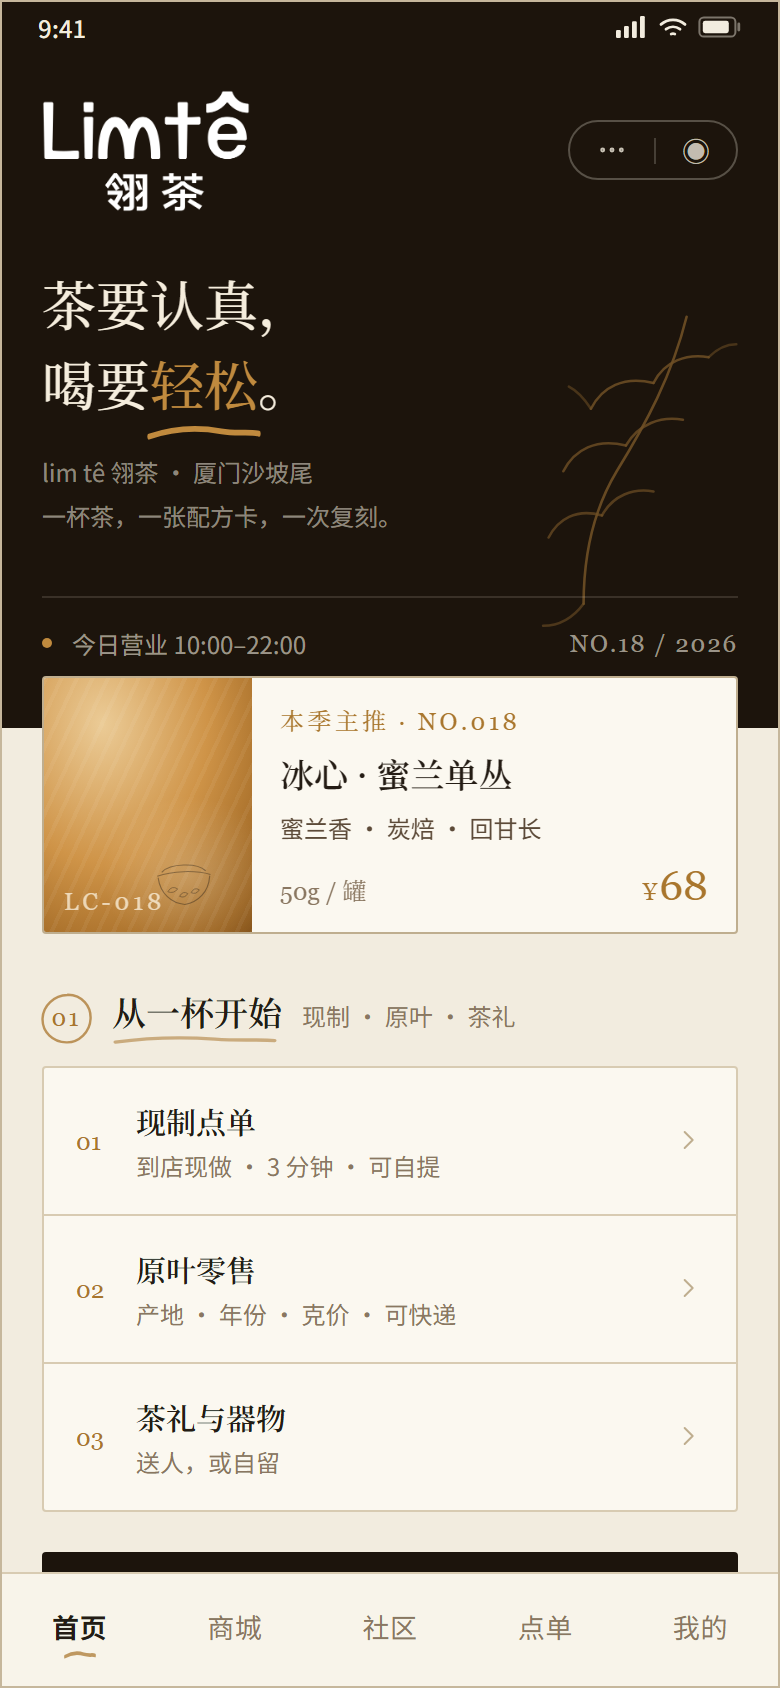 9:41
Limtê
翎茶
茶要认真，
喝要轻松。
lim tê 翎茶 · 厦门沙坡尾
一杯茶，一张配方卡，一次复刻。
今日营业 10:00–22:00
NO.18 / 2026
本季主推 · NO.018
冰心 · 蜜兰单丛
蜜兰香 · 炭焙 · 回甘长
LC-018
50g / 罐
¥68
01 从一杯开始 现制 · 原叶 · 茶礼
01
现制点单
到店现做 · 3 分钟 · 可自提
02
原叶零售
产地 · 年份 · 克价 · 可快递
03
茶礼与器物
送人，或自留
首页 商城 社区 点单 我的